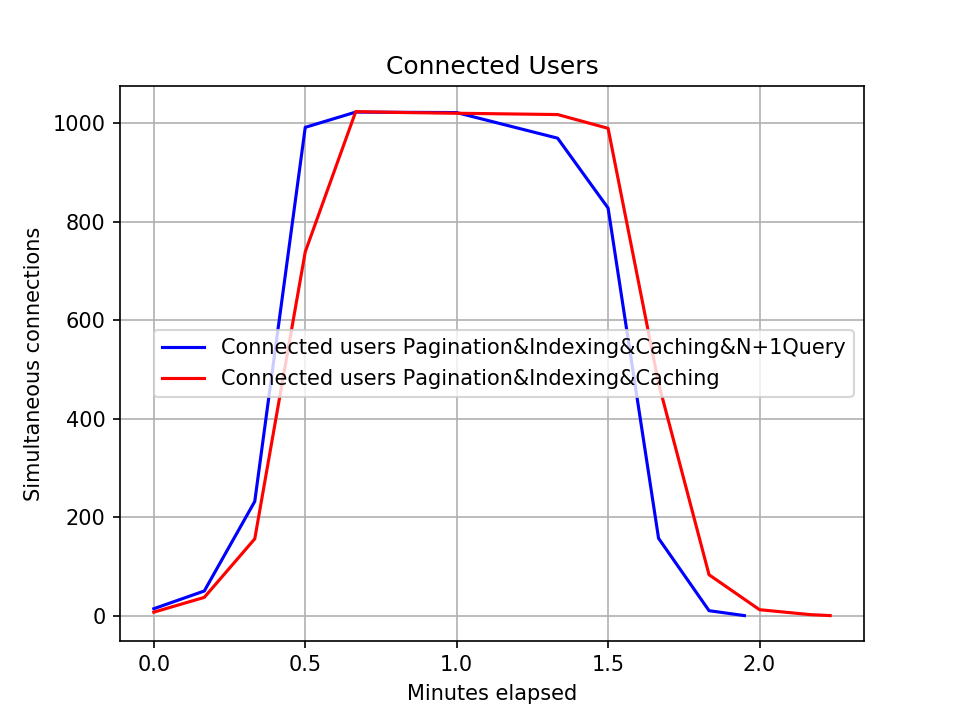 Connected Users
Simultaneous connections
1000
800
600
400
200
0
Connected users Pagination&Indexing&Caching&N+1Query
Connected users Pagination&Indexing&Caching
0.0 0.5 1.0 1.5 2.0
Minutes elapsed